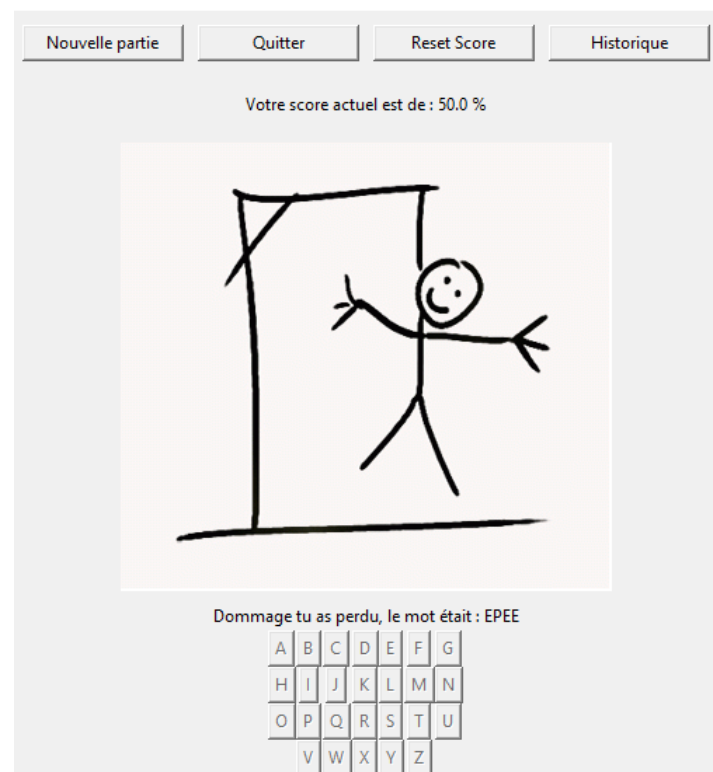 Nouvelle partie Quitter Reset Score Historique
Votre score actuel est de : 50.0 %
Dommage tu as perdu, le mot était : EPEE
A B C D E F G
H I J K L M N
O P Q R S T U
V W X Y Z